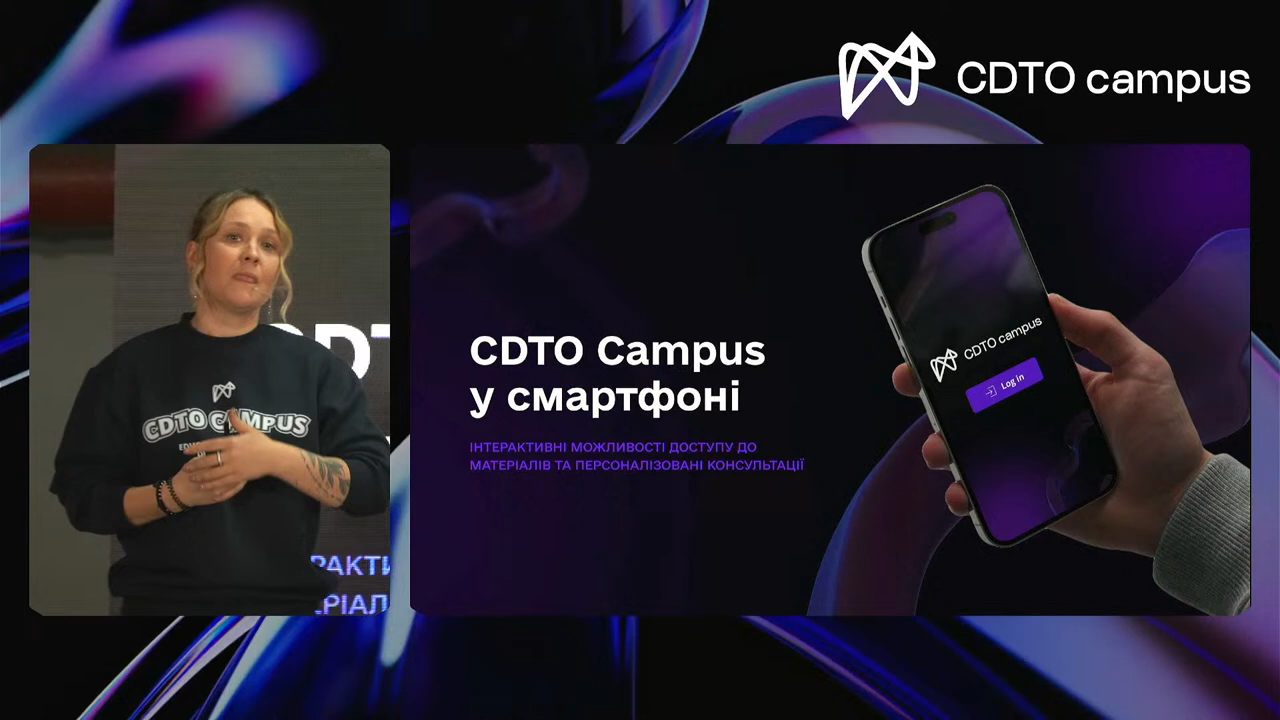 CDTO campus
CDTO Campus
у смартфоні
ІНТЕРАКТИВНІ МОЖЛИВОСТІ ДОСТУПУ ДО
МАТЕРІАЛІВ ТА ПЕРСОНАЛІЗОВАНІ КОНСУЛЬТАЦІЇ
CDTO campus
Log in
CDTO CAMPUS